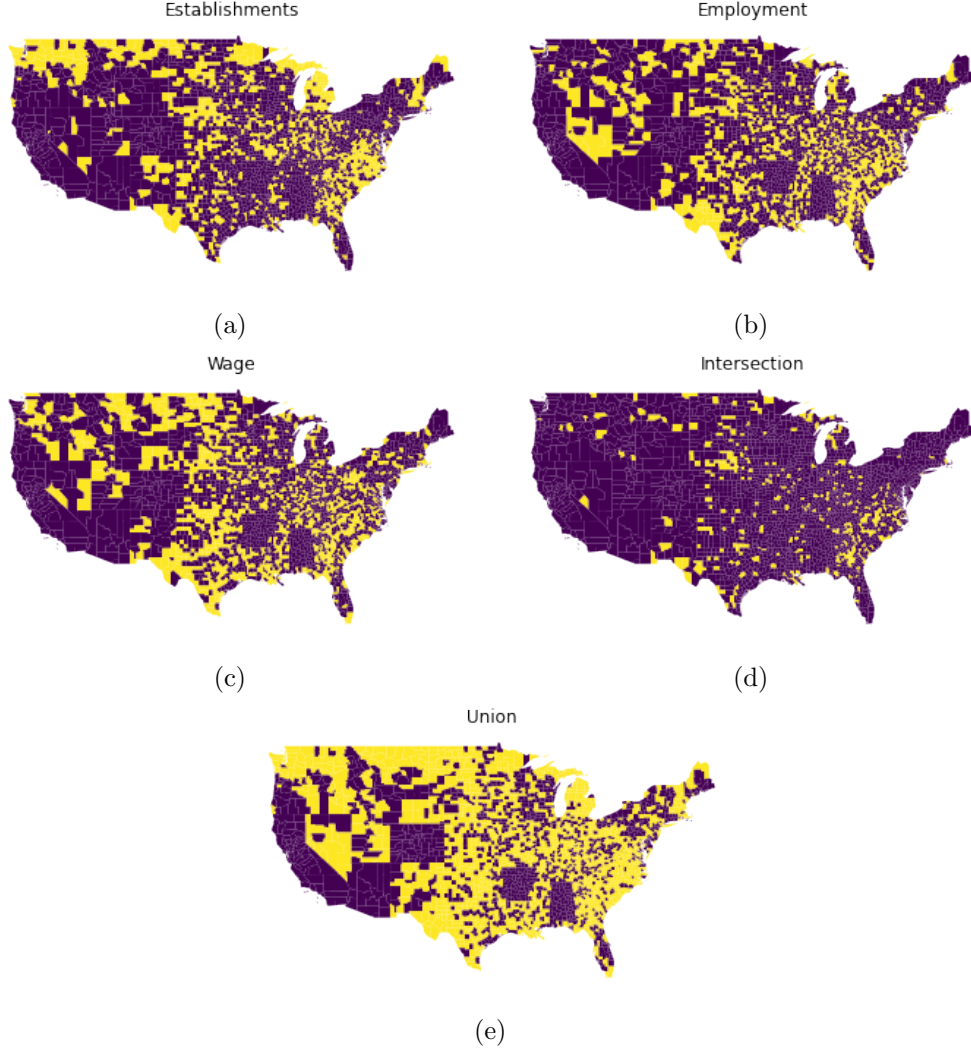 Establishments
Employment
(a)
(b)
Wage
Intersection
(c)
(d)
Union
(e)